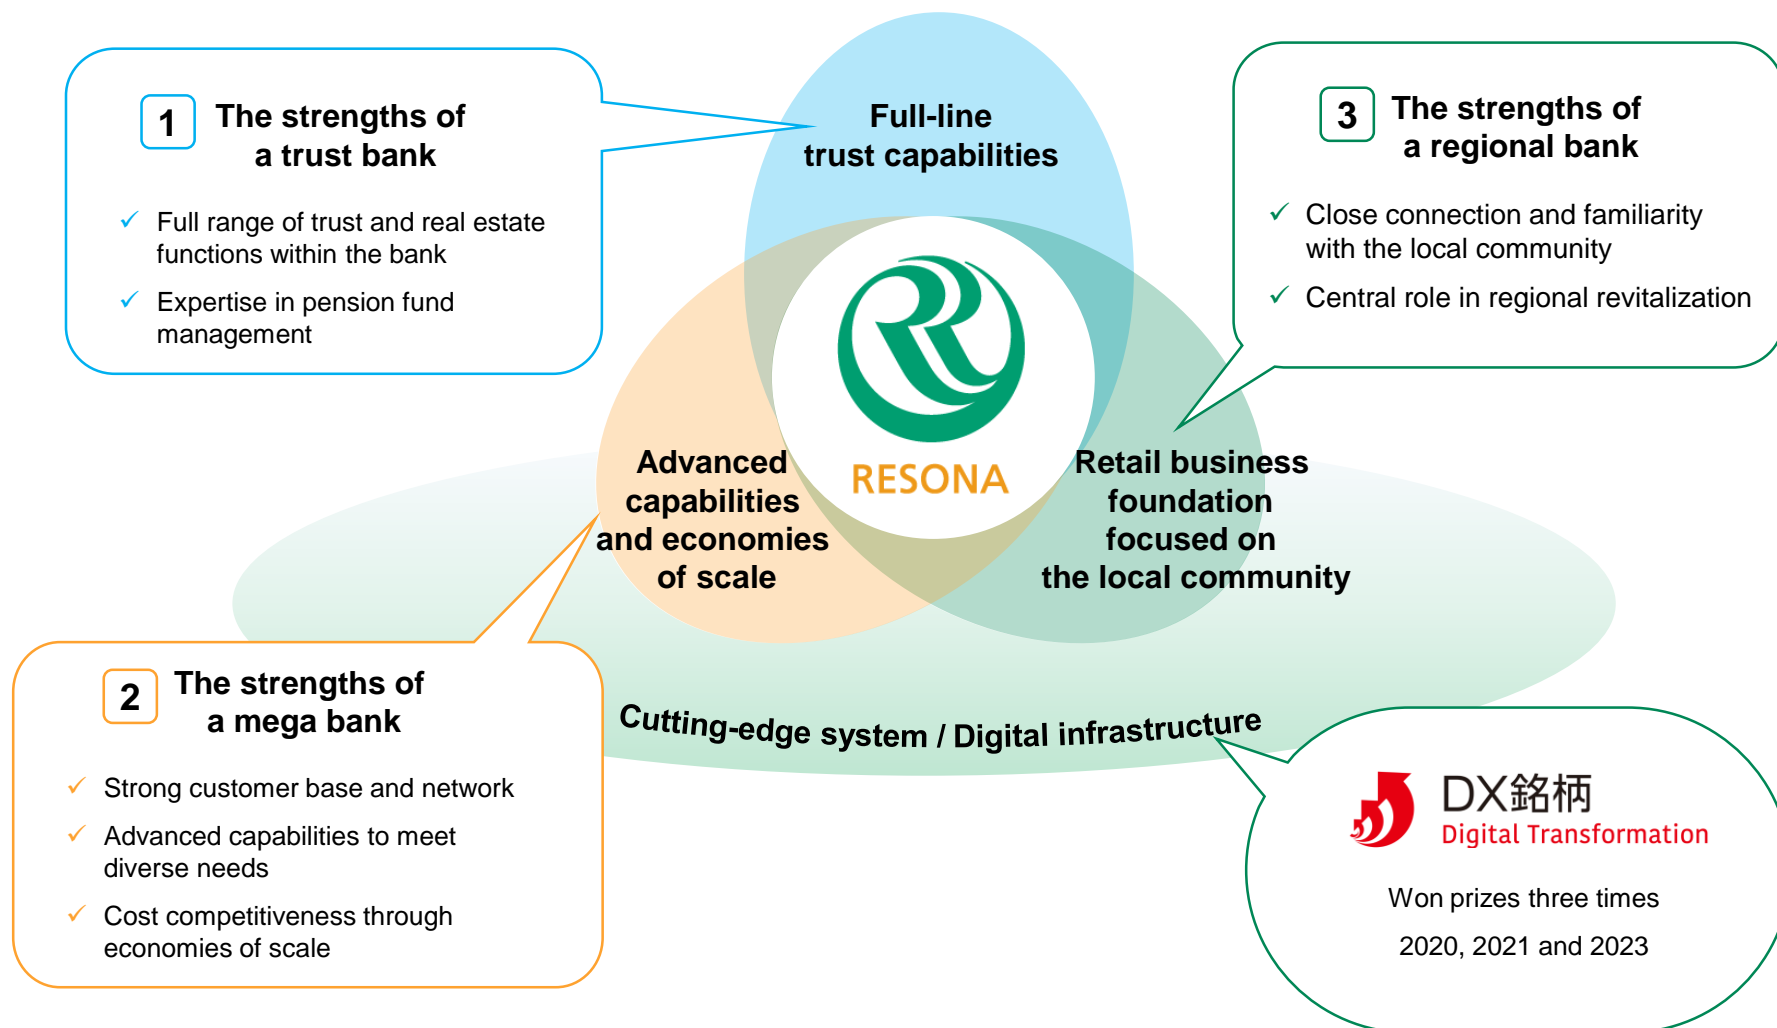 1
The strengths of
a trust bank
✓ Full range of trust and real estate
functions within the bank
✓ Expertise in pension fund
management
Full-line
trust capabilities
3
The strengths of
a regional bank
✓ Close connection and familiarity
with the local community
✓ Central role in regional revitalization
RESONA
Advanced
capabilities
and economies
of scale
Retail business
foundation
focused on
the local community
2
The strengths of
a mega bank
✓ Strong customer base and network
✓ Advanced capabilities to meet
diverse needs
✓ Cost competitiveness through
economies of scale
Cutting-edge system / Digital infrastructure
DX銘柄
Digital Transformation
Won prizes three times
2020, 2021 and 2023